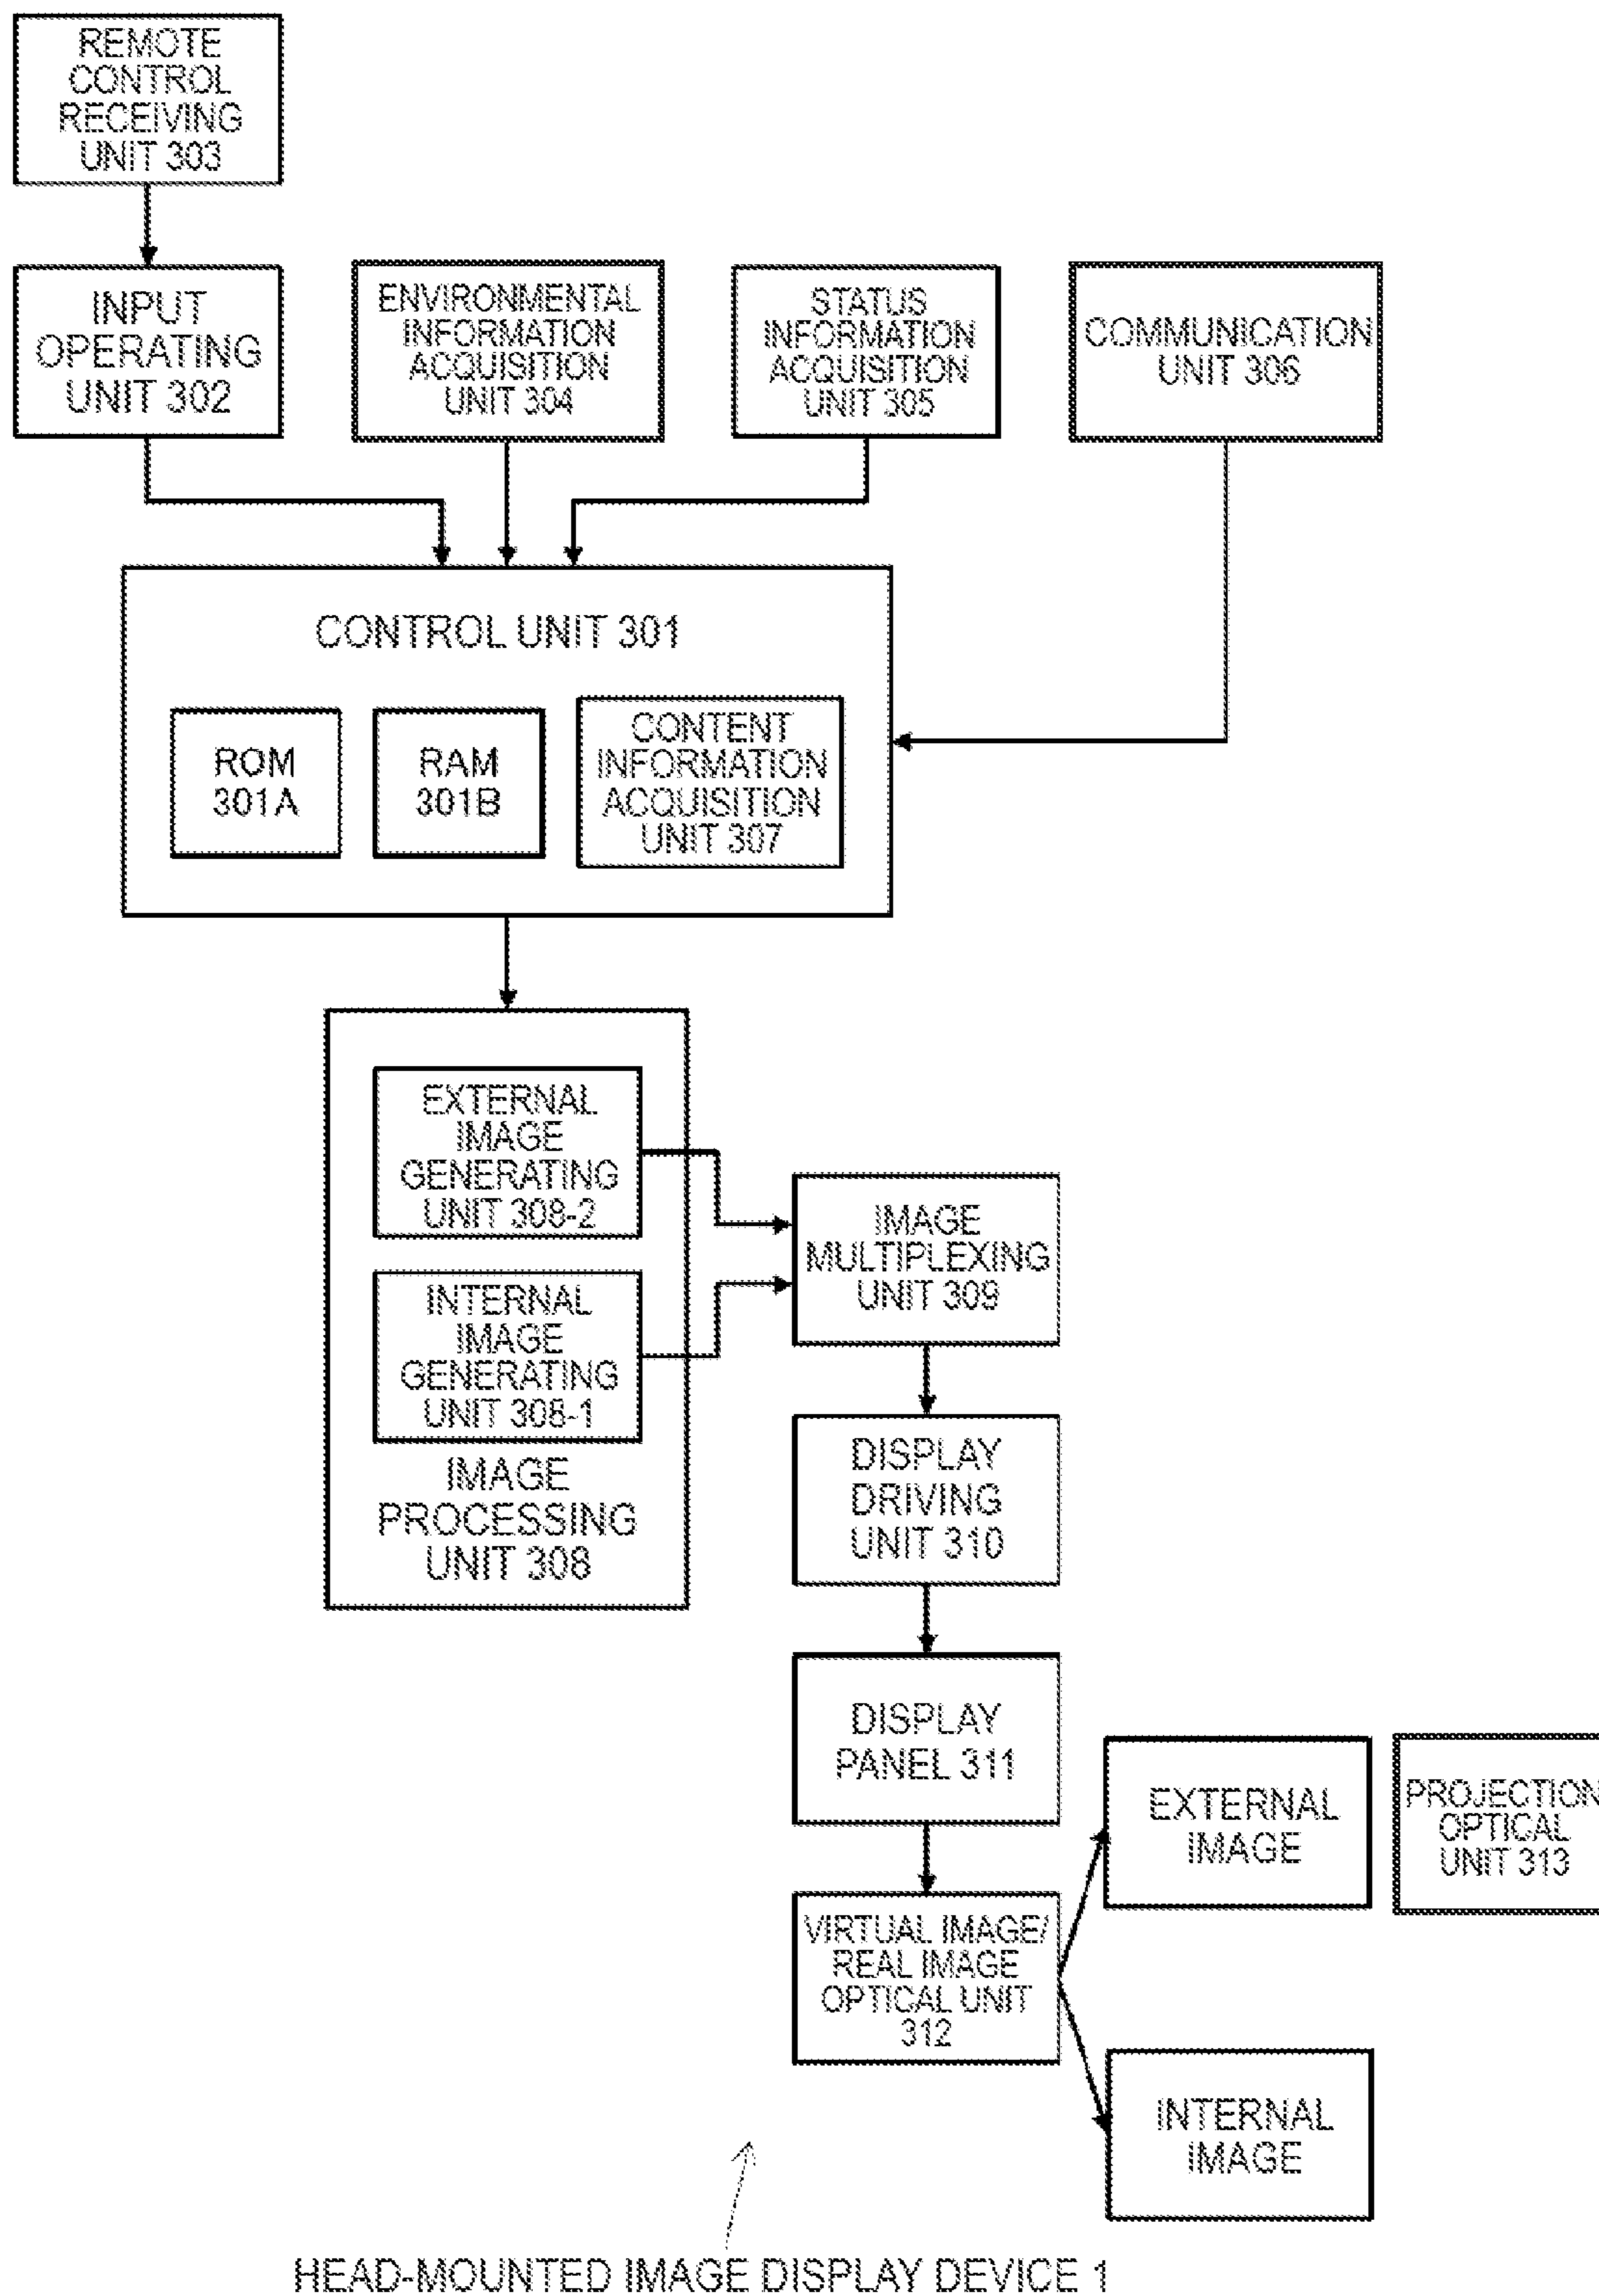 REMOTE
CONTROL
RECEIVING
UNIT 303
INPUT
OPERATING
UNIT 302
ENVIRONMENTAL
INFORMATION
ACQUISITION
UNIT 304
STATUS
INFORMATION
ACQUISITION
UNIT 305
COMMUNICATION
UNIT 306
CONTROL UNIT 301
ROM
301A
RAM
301B
CONTENT
INFORMATION
ACQUISITION
UNIT 307
EXTERNAL
IMAGE
GENERATING
UNIT 308-2
INTERNAL
IMAGE
GENERATING
UNIT 308-1
IMAGE
PROCESSING
UNIT 308
IMAGE
MULTIPLEXING
UNIT 309
DISPLAY
DRIVING
UNIT 310
DISPLAY
PANEL 311
VIRTUAL IMAGE/
REAL IMAGE
OPTICAL UNIT
312
EXTERNAL
IMAGE
PROJECTION
OPTICAL
UNIT 313
INTERNAL
IMAGE
HEAD-MOUNTED IMAGE DISPLAY DEVICE 1